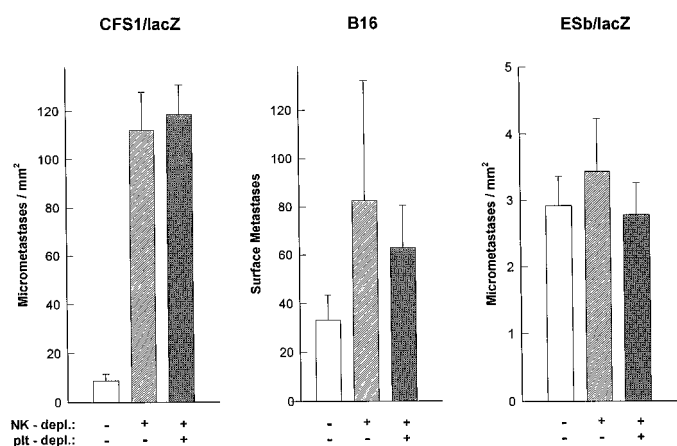 CFS1/lacZ
B16
ESb/lacZ
Micrometastases / mm²
120
100
80
60
40
20
0
Surface Metastases
120
100
80
60
40
20
0
Micrometastases / mm²
5
4
3
2
1
0
NK - depl.: - + + - + + - + +
plt - depl.: - - + - - + - - +